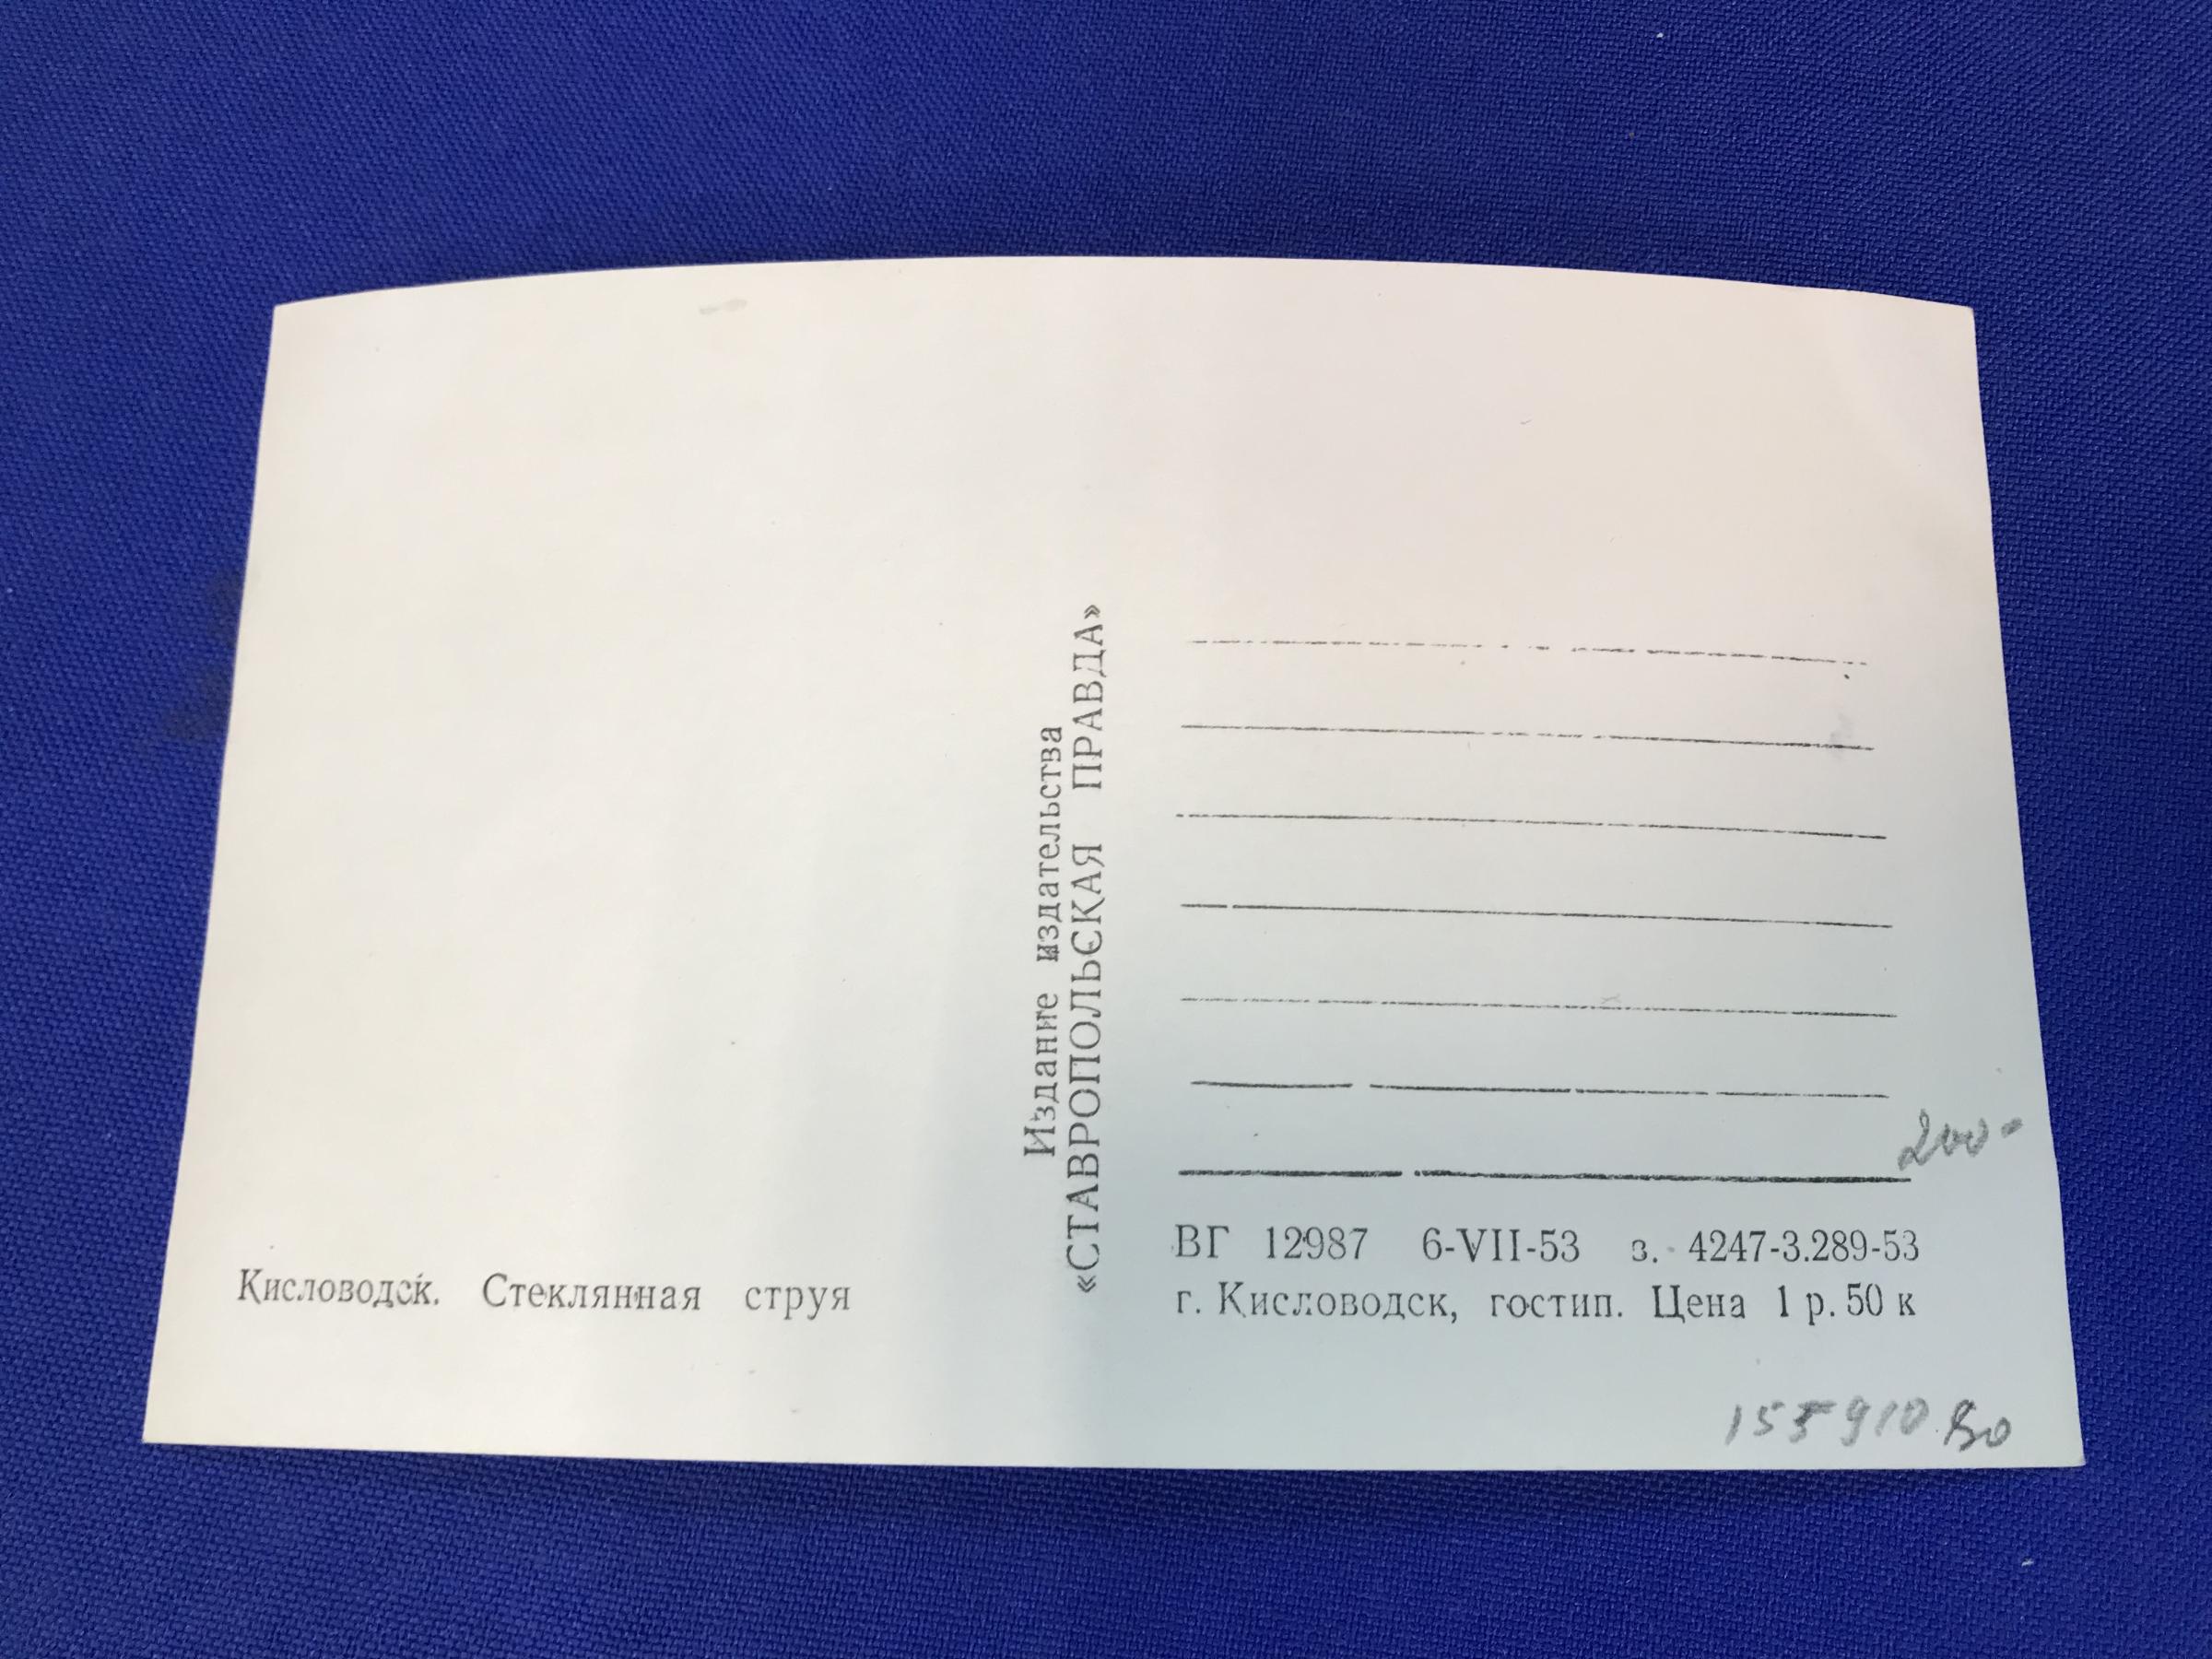 Кисловодск. Стеклянная струя
Издание издательства
«СТАВРОПОЛЬСКАЯ ПРАВДА»
200-
ВГ 12987 6-VII-53 з. 4247-3.289-53
г. Кисловодск, гостип. Цена 1 р. 50 к
155910